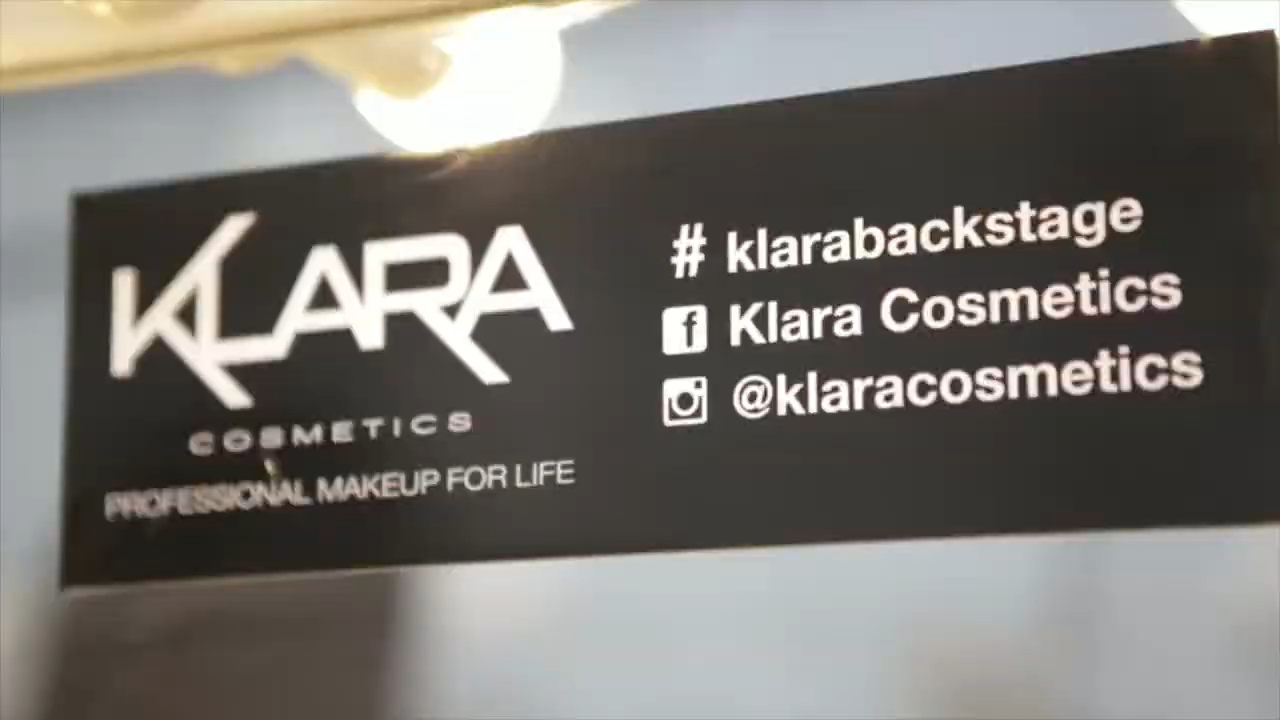 KLARA
COSMETICS
PROFESSIONAL MAKEUP FOR LIFE
# klarabackstage
Klara Cosmetics
@klaracosmetics